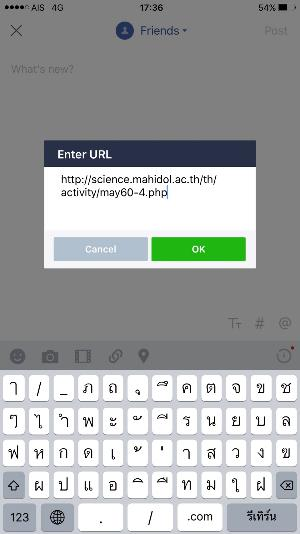 AIS 4G 17:36 54%
Friends Post
What's new?
Enter URL
http://science.mahidol.ac.th/th/
activity/may60-4.php
Cancel OK
TT # @
ๅ / _ ภ ถ ุ ึ ค ต จ ข ช
ๆ ไ ำ พ ะ ั ี ร น ย บ ล
ฟ ห ก ด เ ้ ่ า ส ว ง ข
ผ ป แ อ ิ ื ท ม ใ ฝ
123 . / .com รีเทิร์น